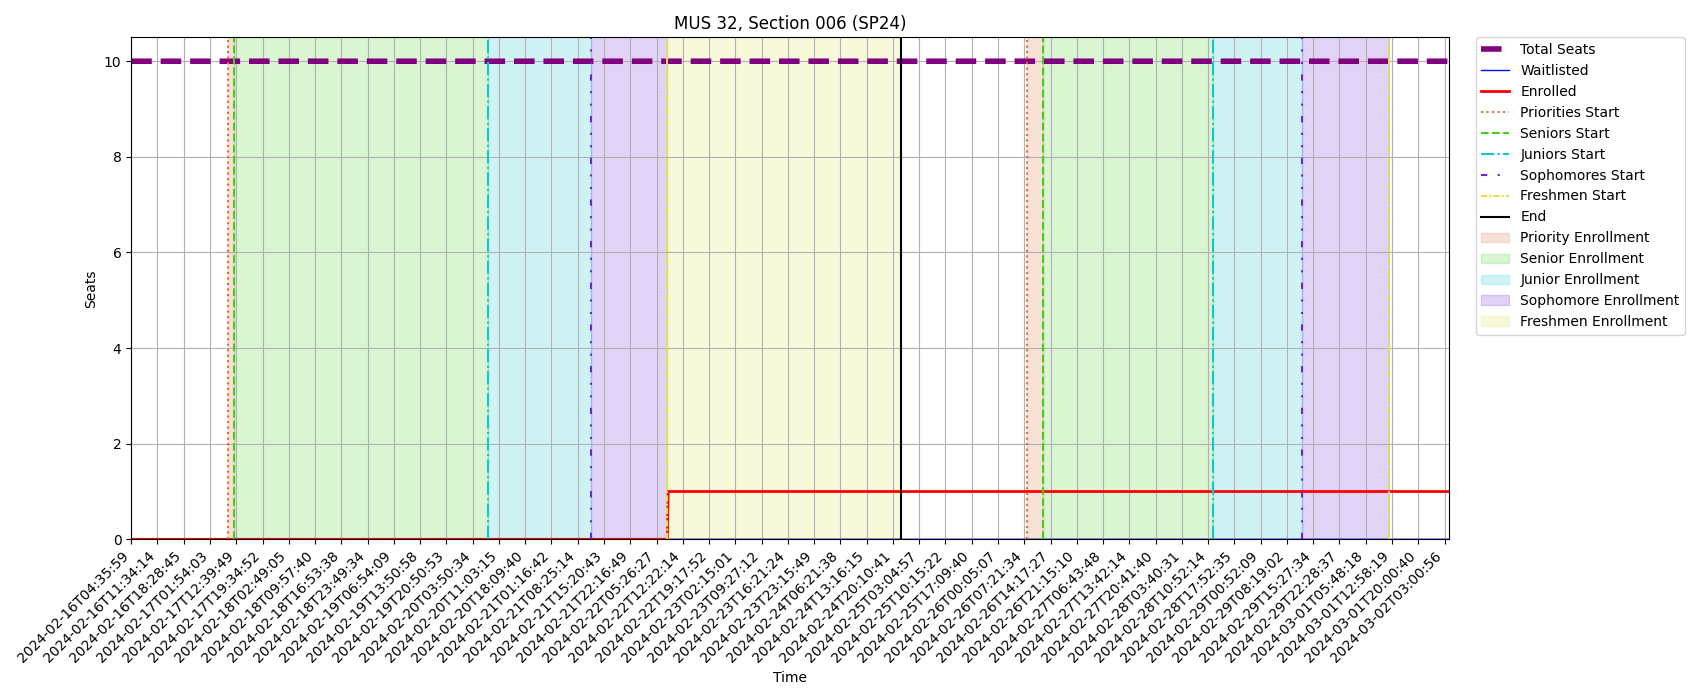 MUS 32, Section 006 (SP24)
Total Seats
Waitlisted
Enrolled
Priorities Start
Seniors Start
Juniors Start
Sophomores Start
Freshmen Start
End
Priority Enrollment
Senior Enrollment
Junior Enrollment
Sophomore Enrollment
Freshmen Enrollment
Seats
10
8
6
4
2
0
2024-02-16T04:35:59
2024-02-16T11:34:14
2024-02-16T18:28:45
2024-02-17T01:54:03
2024-02-17T12:39:49
2024-02-17T19:34:52
2024-02-18T02:49:05
2024-02-18T09:57:40
2024-02-18T16:53:38
2024-02-18T23:49:34
2024-02-19T06:54:09
2024-02-19T13:50:58
2024-02-19T20:50:53
2024-02-20T03:50:34
2024-02-20T11:03:15
2024-02-20T18:09:40
2024-02-21T01:16:42
2024-02-21T08:25:14
2024-02-21T15:20:43
2024-02-21T22:16:49
2024-02-22T05:26:27
2024-02-22T12:22:14
2024-02-22T19:17:52
2024-02-23T02:15:01
2024-02-23T09:27:12
2024-02-23T16:21:24
2024-02-23T23:15:49
2024-02-24T06:21:38
2024-02-24T13:16:15
2024-02-24T20:10:41
2024-02-25T03:04:57
2024-02-25T10:15:22
2024-02-25T17:09:40
2024-02-26T00:05:07
2024-02-26T07:21:34
2024-02-26T14:17:27
2024-02-26T21:15:10
2024-02-27T06:43:48
2024-02-27T13:42:14
2024-02-27T20:41:40
2024-02-28T03:40:31
2024-02-28T10:52:14
2024-02-28T17:52:35
2024-02-29T00:52:09
2024-02-29T08:19:02
2024-02-29T15:27:34
2024-02-29T22:28:37
2024-03-01T05:48:18
2024-03-01T12:58:19
2024-03-01T20:00:40
2024-03-02T03:00:56
Time